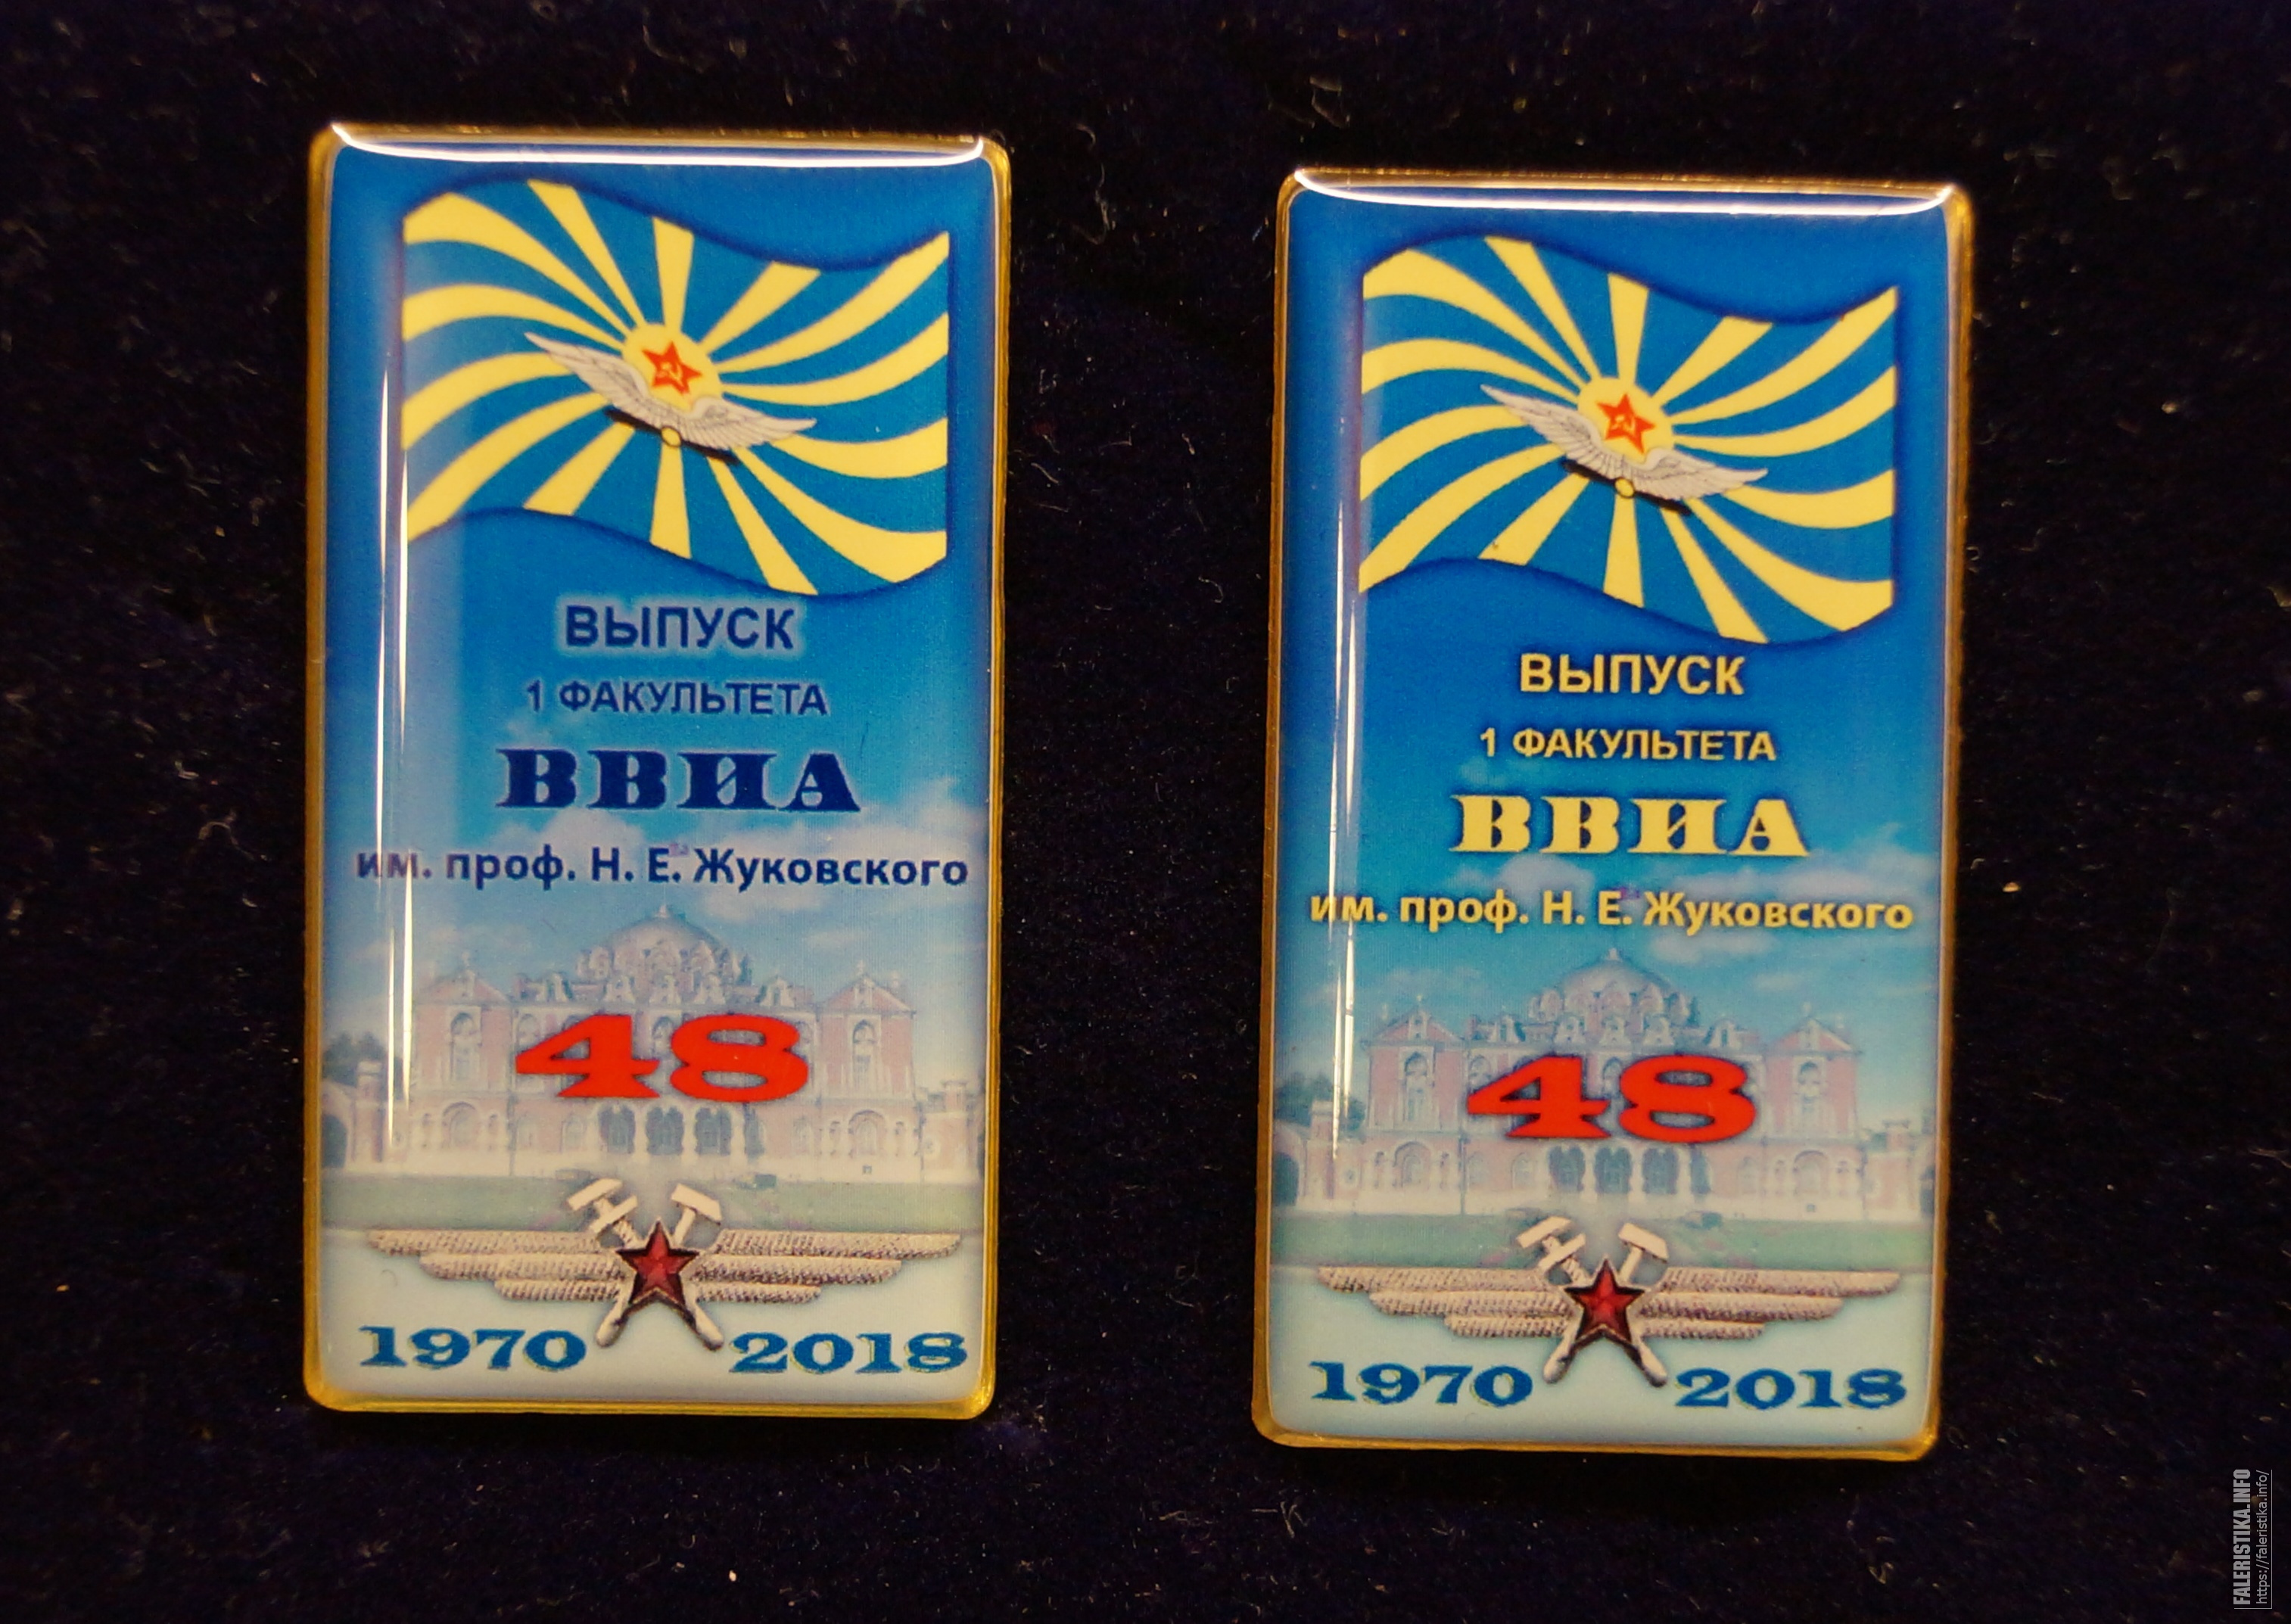 ВЫПУСК
1 ФАКУЛЬТЕТА
ВВИА
им. проф. Н. Е. Жуковского
48
1970 2018
ВЫПУСК
1 ФАКУЛЬТЕТА
ВВИА
им. проф. Н. Е. Жуковского
48
1970 2018
FALERISTIKA.INFO
https://faleristika.info/